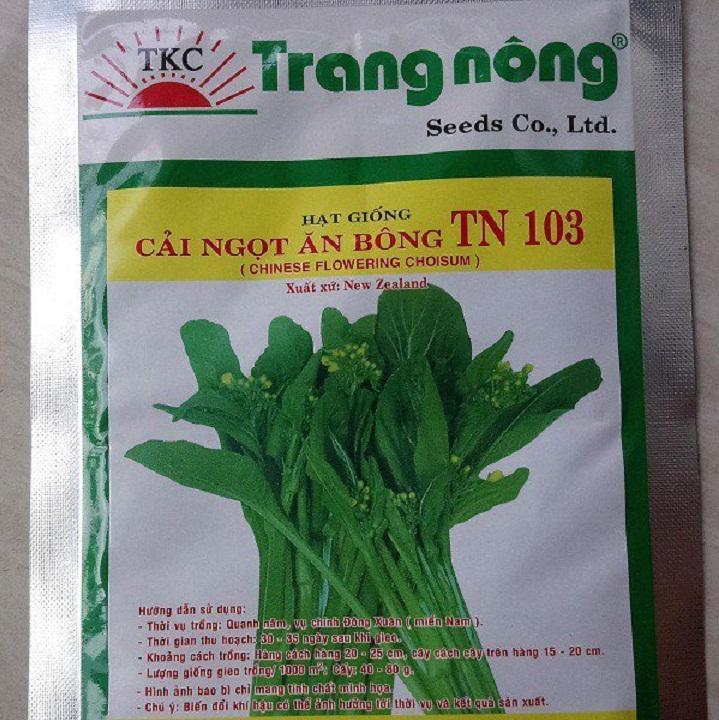 TKC
Trang nông®
Seeds Co., Ltd.
HẠT GIỐNG
CẢI NGỌT ĂN BÔNG TN 103
( CHINESE FLOWERING CHOISUM )
Xuất xứ: New Zealand
Hướng dẫn sử dụng:
- Thời vụ trồng: Quanh năm, vụ chính Đông Xuân ( miền Nam ).
- Thời gian thu hoạch: 30 - 35 ngày sau khi gieo.
- Khoảng cách trồng: Hàng cách hàng 20 - 25 cm, cây cách cây trên hàng 15 - 20 cm.
- Lượng giống gieo trồng/ 1000 m²: Cấy: 40 - 80 g.
- Hình ảnh bao bì chỉ mang tính chất minh họa.
- Chú ý: Biến đổi khí hậu có thể ảnh hưởng tới thời vụ và kết quả sản xuất.